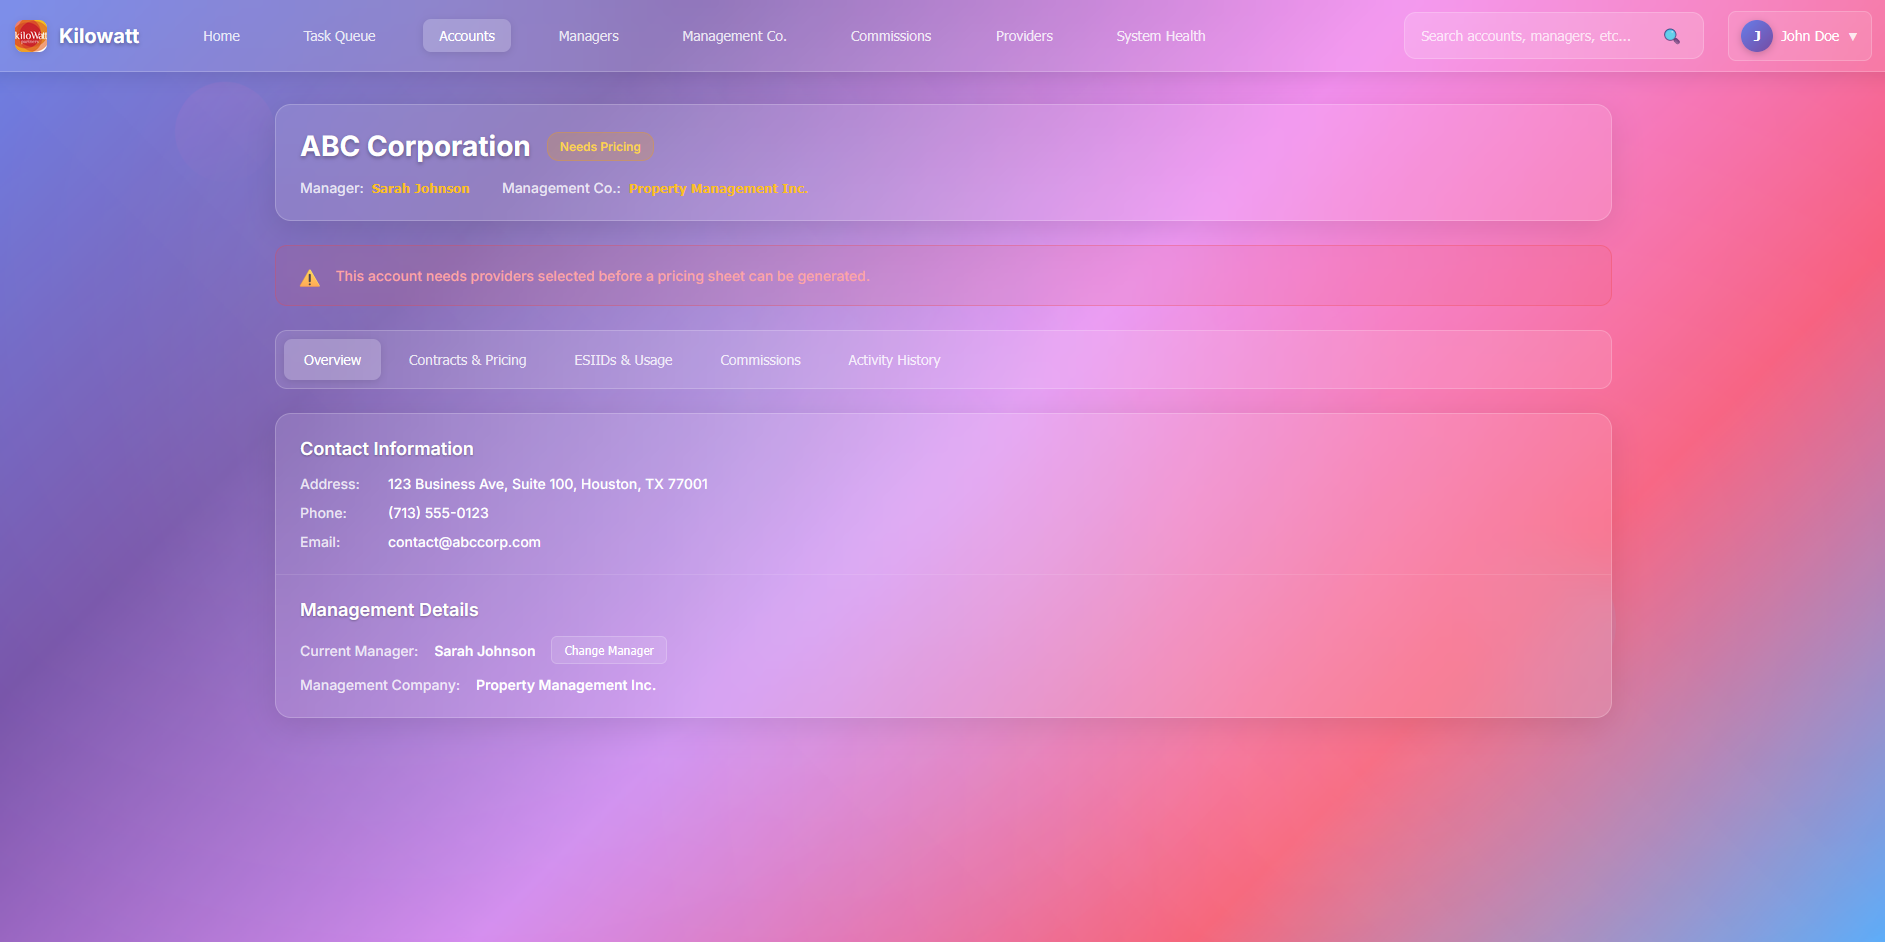 kiloWatt
Kilowatt
Home Task Queue Accounts Managers Management Co. Commissions Providers System Health
Search accounts, managers, etc...
J John Doe ▼
ABC Corporation Needs Pricing
Manager: Sarah Johnson Management Co.: Property Management Inc.
This account needs providers selected before a pricing sheet can be generated.
Overview Contracts & Pricing ESIIDs & Usage Commissions Activity History
Contact Information
Address: 123 Business Ave, Suite 100, Houston, TX 77001
Phone: (713) 555-0123
Email: contact@abccorp.com
Management Details
Current Manager: Sarah Johnson Change Manager
Management Company: Property Management Inc.